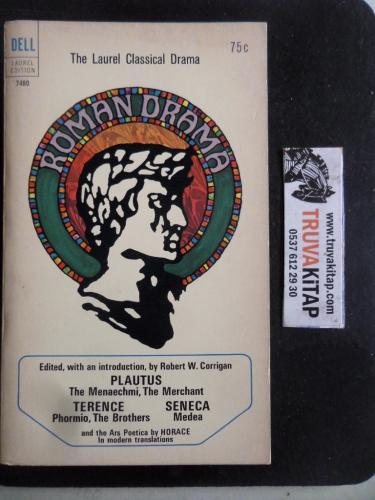 DELL
LAUREL
EDITION
7480
The Laurel Classical Drama
75c
ROMAN DRAMA
Edited, with an introduction, by Robert W. Corrigan
PLAUTUS
The Menaechmi, The Merchant
TERENCE
Phormio, The Brothers
SENECA
Medea
and the Ars Poetica by HORACE
In modern translations
www.truvakitap.com
TRUVAKiTAP
0537 612 29 30